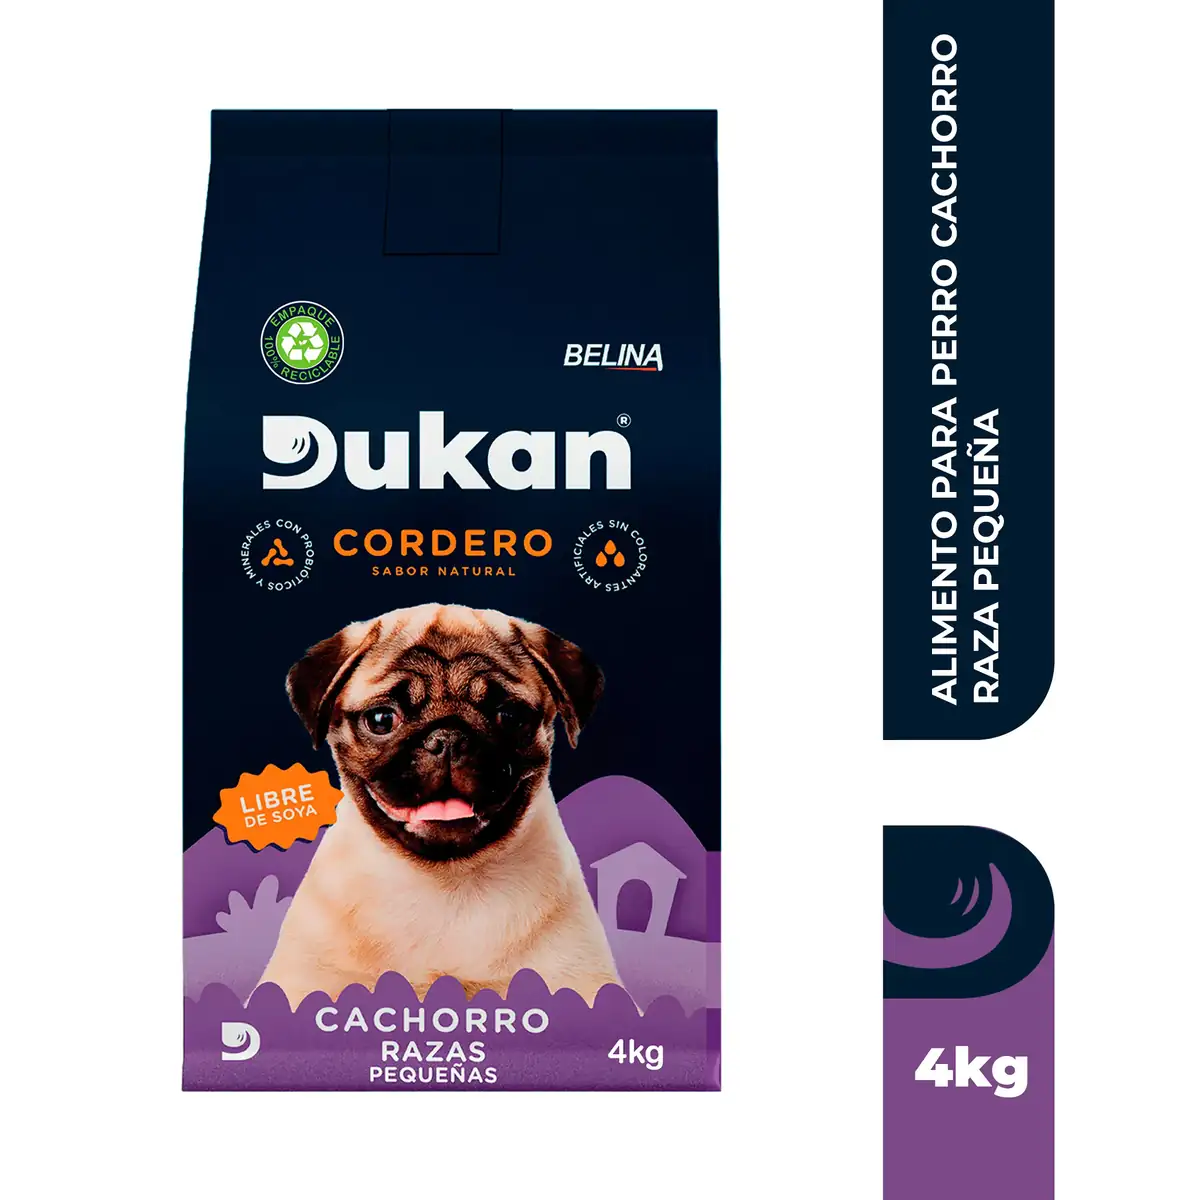 EMPAQUE
100% RECICLABLE
BELINA
Dukan®
MINERALES CON PROBIÓTICOS Y
CORDERO
SABOR NATURAL
SIN COLORANTES ARTIFICIALES
LIBRE
DE SOYA
CACHORRO
RAZAS
PEQUEÑAS
4kg
ALIMENTO PARA PERRO CACHORRO
RAZA PEQUEÑA
4kg